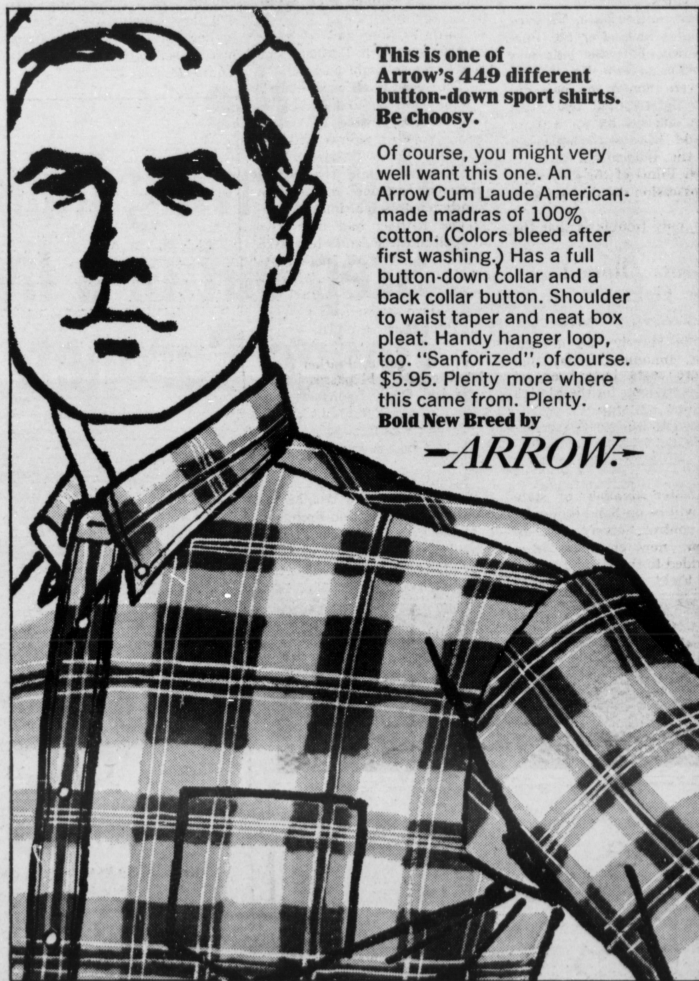 This is one of
Arrow's 449 different
button-down sport shirts.
Be choosy.
Of course, you might very
well want this one. An
Arrow Cum Laude American-
made madras of 100%
cotton. (Colors bleed after
first washing.) Has a full
button-down collar and a
back collar button. Shoulder
to waist taper and neat box
pleat. Handy hanger loop,
too. "Sanforized", of course.
$5.95. Plenty more where
this came from. Plenty.
Bold New Breed by
ARROW.